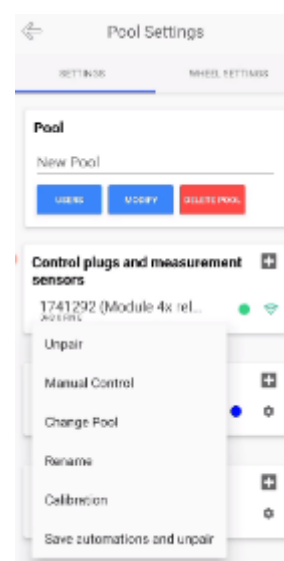 Pool Settings
SETTINGS WHEEL SETTINGS
Pool
New Pool
USERS MODIFY DELETE POOL
Control plugs and measurement
sensors
1741292 (Module 4x rel...
Unpair
Manual Control
Change Pool
Rename
Calibration
Save automations and unpair